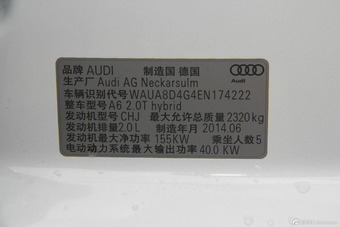 品牌 AUDI 制造国 德国
Audi
生产厂 Audi AG Neckarsulm
车辆识别代号 WAUA8D4G4EN174222
整车型号 A6 2.0T hybrid
发动机型号 CHJ 最大允许总质量 2320kg
发动机排量 2.0L 制造年月 2014.06
发动机最大净功率 155KW 乘坐人数 5
电动动力系统最大输出功率 40.0 KW